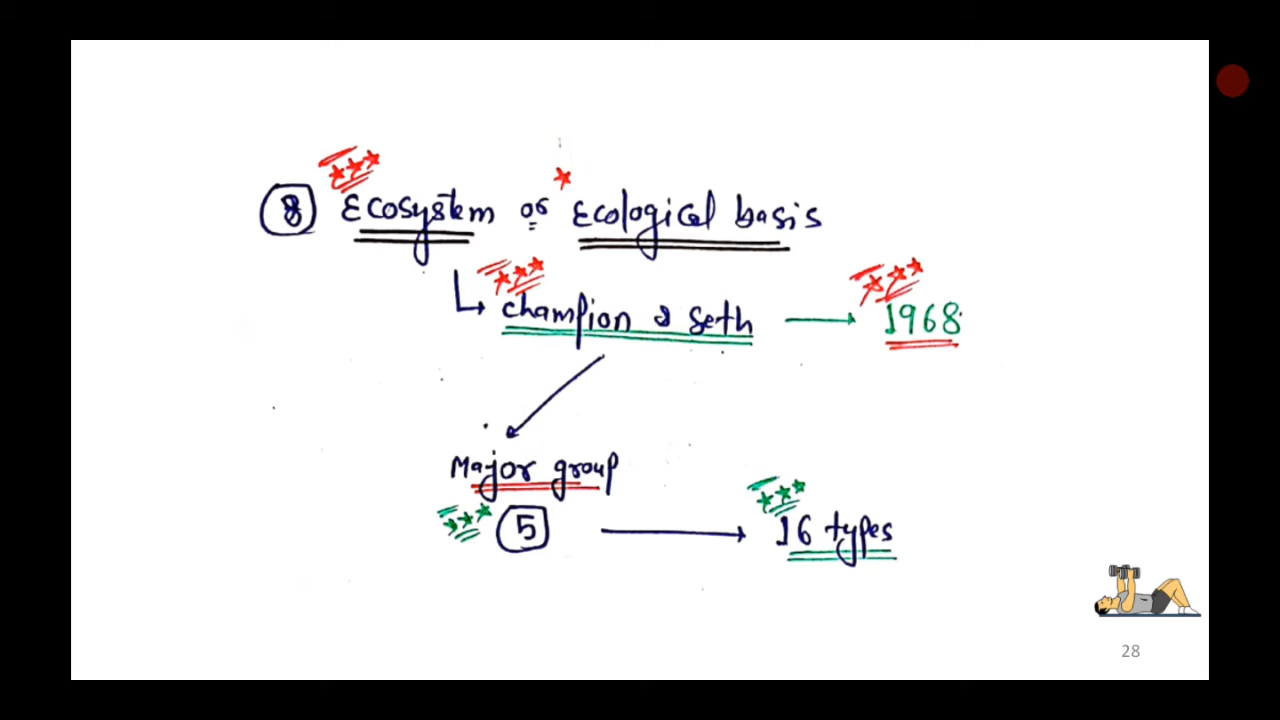 8 Ecosystem or Ecological basis
↳ champion & Seth → 1968
Major group
5 → 16 types
28